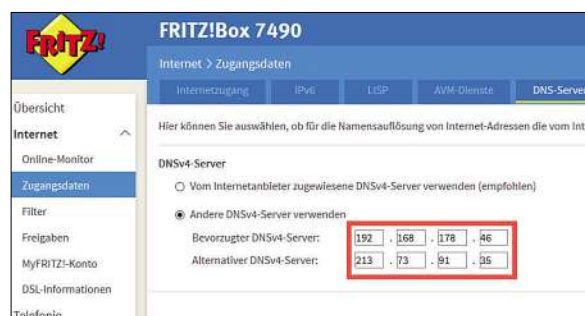 FRITZ!
FRITZ!Box 7490
Internet > Zugangsdaten
Internetzugang IPv6 LISP AVM-Dienste DNS-Server
Übersicht
Internet
Online-Monitor
Zugangsdaten
Filter
Freigaben
MyFRITZ!-Konto
DSL-Informationen
Telefonie
Hier können Sie auswählen, ob für die Namensauflösung von Internet-Adressen die vom Int
DNSv4-Server
Vom Internetanbieter zugewiesene DNSv4-Server verwenden (empfohlen)
Andere DNSv4-Server verwenden
Bevorzugter DNSv4-Server: 192 . 168 . 178 . 46
Alternativer DNSv4-Server: 213 . 73 . 91 . 35